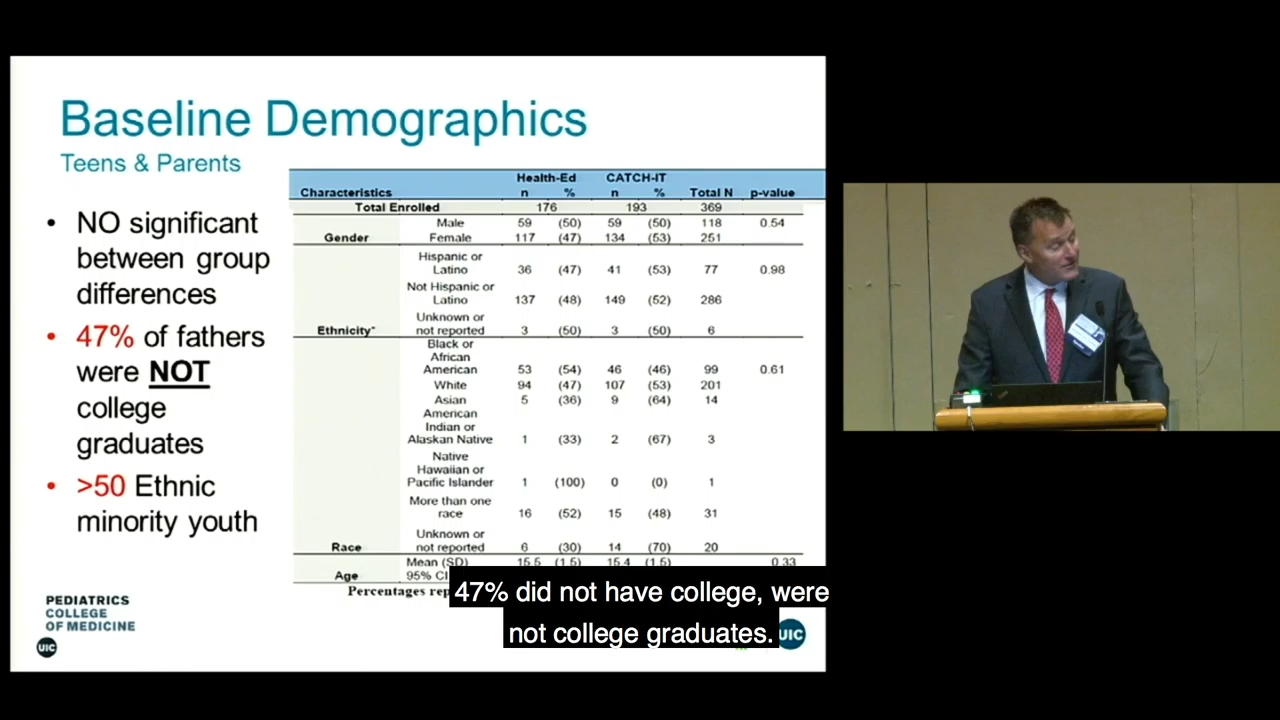 Baseline Demographics
Teens & Parents
• NO significant
between group
differences
• 47% of fathers
were NOT
college
graduates
• >50 Ethnic
minority youth
Health-Ed CATCH-IT
Characteristics n % n % Total N p-value
Total Enrolled 176 193 369
Male 59 (50) 59 (50) 118 0.54
Gender Female 117 (47) 134 (53) 251
Hispanic or
Latino 36 (47) 41 (53) 77 0.98
Not Hispanic or
Latino 137 (48) 149 (52) 286
Unknown or
Ethnicity* not reported 3 (50) 3 (50) 6
Black or
African
American 53 (54) 46 (46) 99 0.61
White 94 (47) 107 (53) 201
Asian 5 (36) 9 (64) 14
American
Indian or
Alaskan Native 1 (33) 2 (67) 3
Native
Hawaiian or
Pacific Islander 1 (100) 0 (0) 1
More than one
race 16 (52) 15 (48) 31
Unknown or
Race not reported 6 (30) 14 (70) 20
Mean (SD) 15.5 (1.5) 15.4 (1.5) 0.33
Age 95% CI
Percentages
47% did not have college, were
not college graduates.
PEDIATRICS
COLLEGE
OF MEDICINE
UIC
UIC